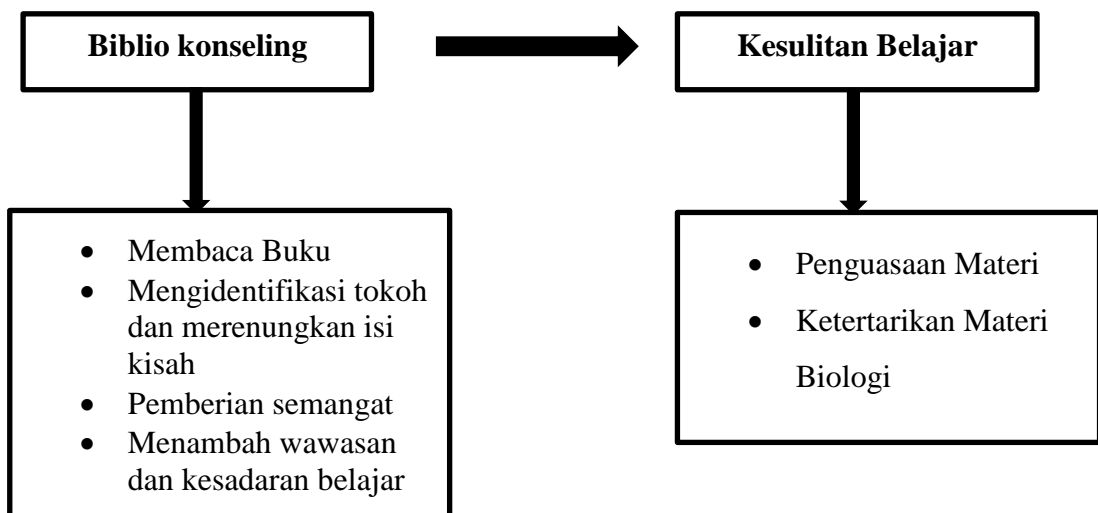 Biblio konseling
Kesulitan Belajar
• Membaca Buku
• Mengidentifikasi tokoh
dan merenungkan isi
kisah
• Pemberian semangat
• Menambah wawasan
dan kesadaran belajar
• Penguasaan Materi
• Ketertarikan Materi
Biologi